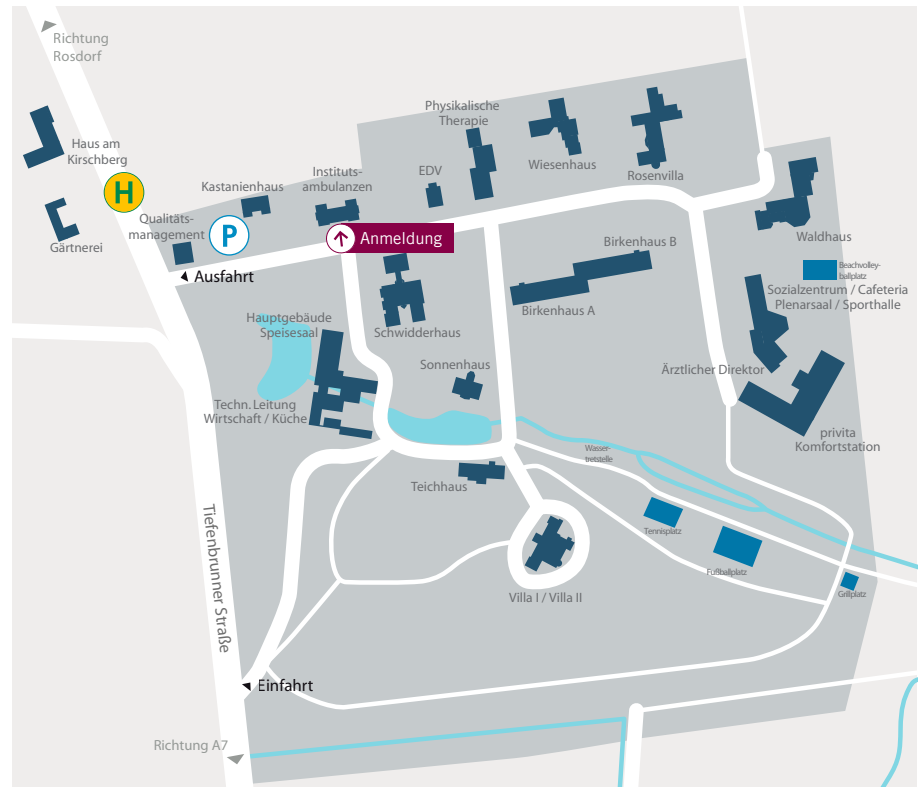 Richtung
Rosdorf
Haus am
Kirschberg
H
Gärtnerei
Qualitäts-
management
P
Kastanienhaus
Instituts-
ambulanzen
EDV
Physikalische
Therapie
Wiesenhaus
Rosenvilla
Anmeldung
Ausfahrt
Waldhaus
Beachvolley-
ballplatz
Sozialzentrum / Cafeteria
Plenarsaal / Sporthalle
Birkenhaus B
Birkenhaus A
Hauptgebäude
Speisesaal
Schwidderhaus
Sonnenhaus
Ärztlicher Direktor
Techn. Leitung
Wirtschaft / Küche
privita
Komfortstation
Wasser-
tretstelle
Teichhaus
Tennisplatz
Fußballplatz
Grillplatz
Villa I / Villa II
Tiefenbrunner Straße
Einfahrt
Richtung A7